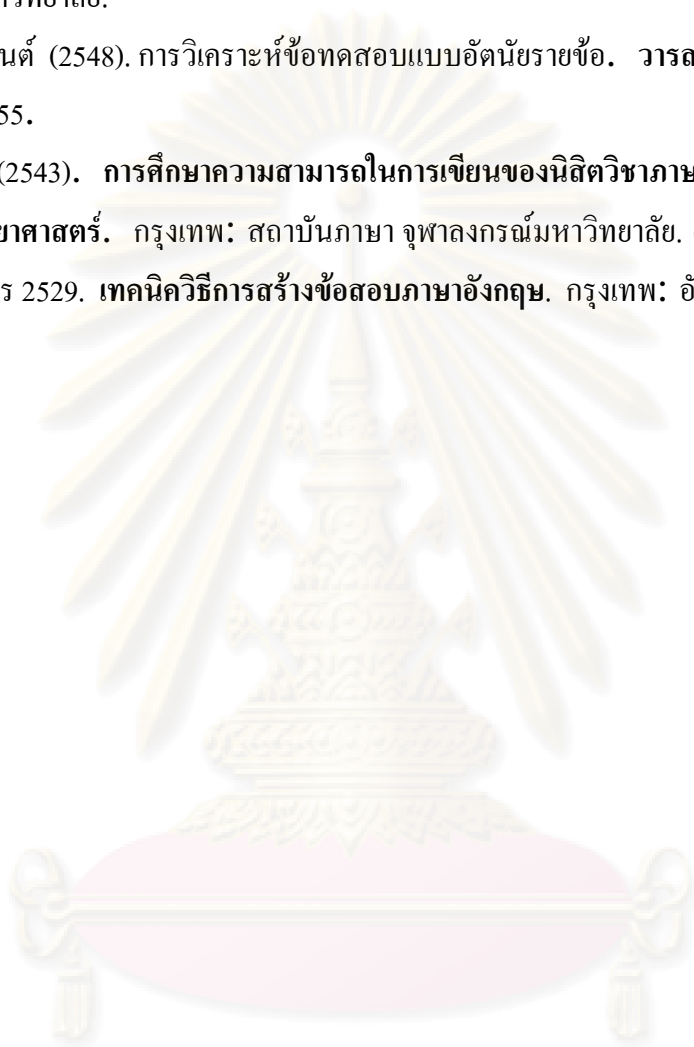 นต์ (2548). การวิเคราะห์ข้อทดสอบแบบอัตนัยรายข้อ. วารส
55.
(2543). การศึกษาความสามารถในการเขียนของนิสิตวิชาภาษ
ยาศาสตร์. กรุงเทพ: สถาบันภาษา จุฬาลงกรณ์มหาวิทยาลัย.
ร 2529. เทคนิควิธีการสร้างข้อสอบภาษาอังกฤษ. กรุงเทพ: อั